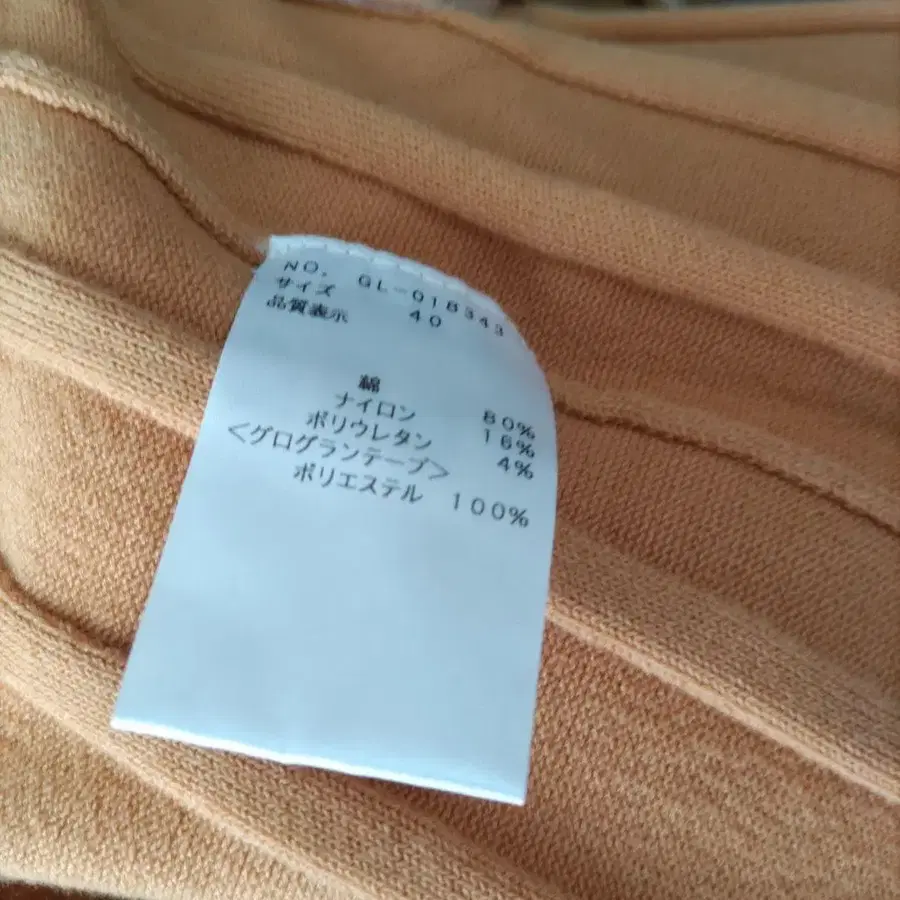 NO. GL-018343
サイズ 40
品質表示
綿 80%
ナイロン 16%
ポリウレタン 4%
<グログランテープ>
ポリエステル 100%